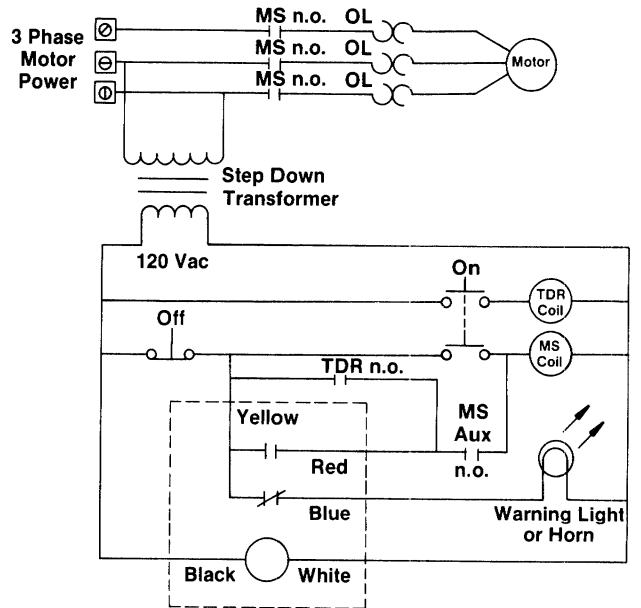 3 Phase
Motor
Power
MS n.o. OL
MS n.o. OL
MS n.o. OL
Motor
Step Down
Transformer
120 Vac
On
TDR
Coil
Off
MS
Coil
TDR n.o.
Yellow
MS
Aux
n.o.
Red
Blue
Warning Light
or Horn
Black
White